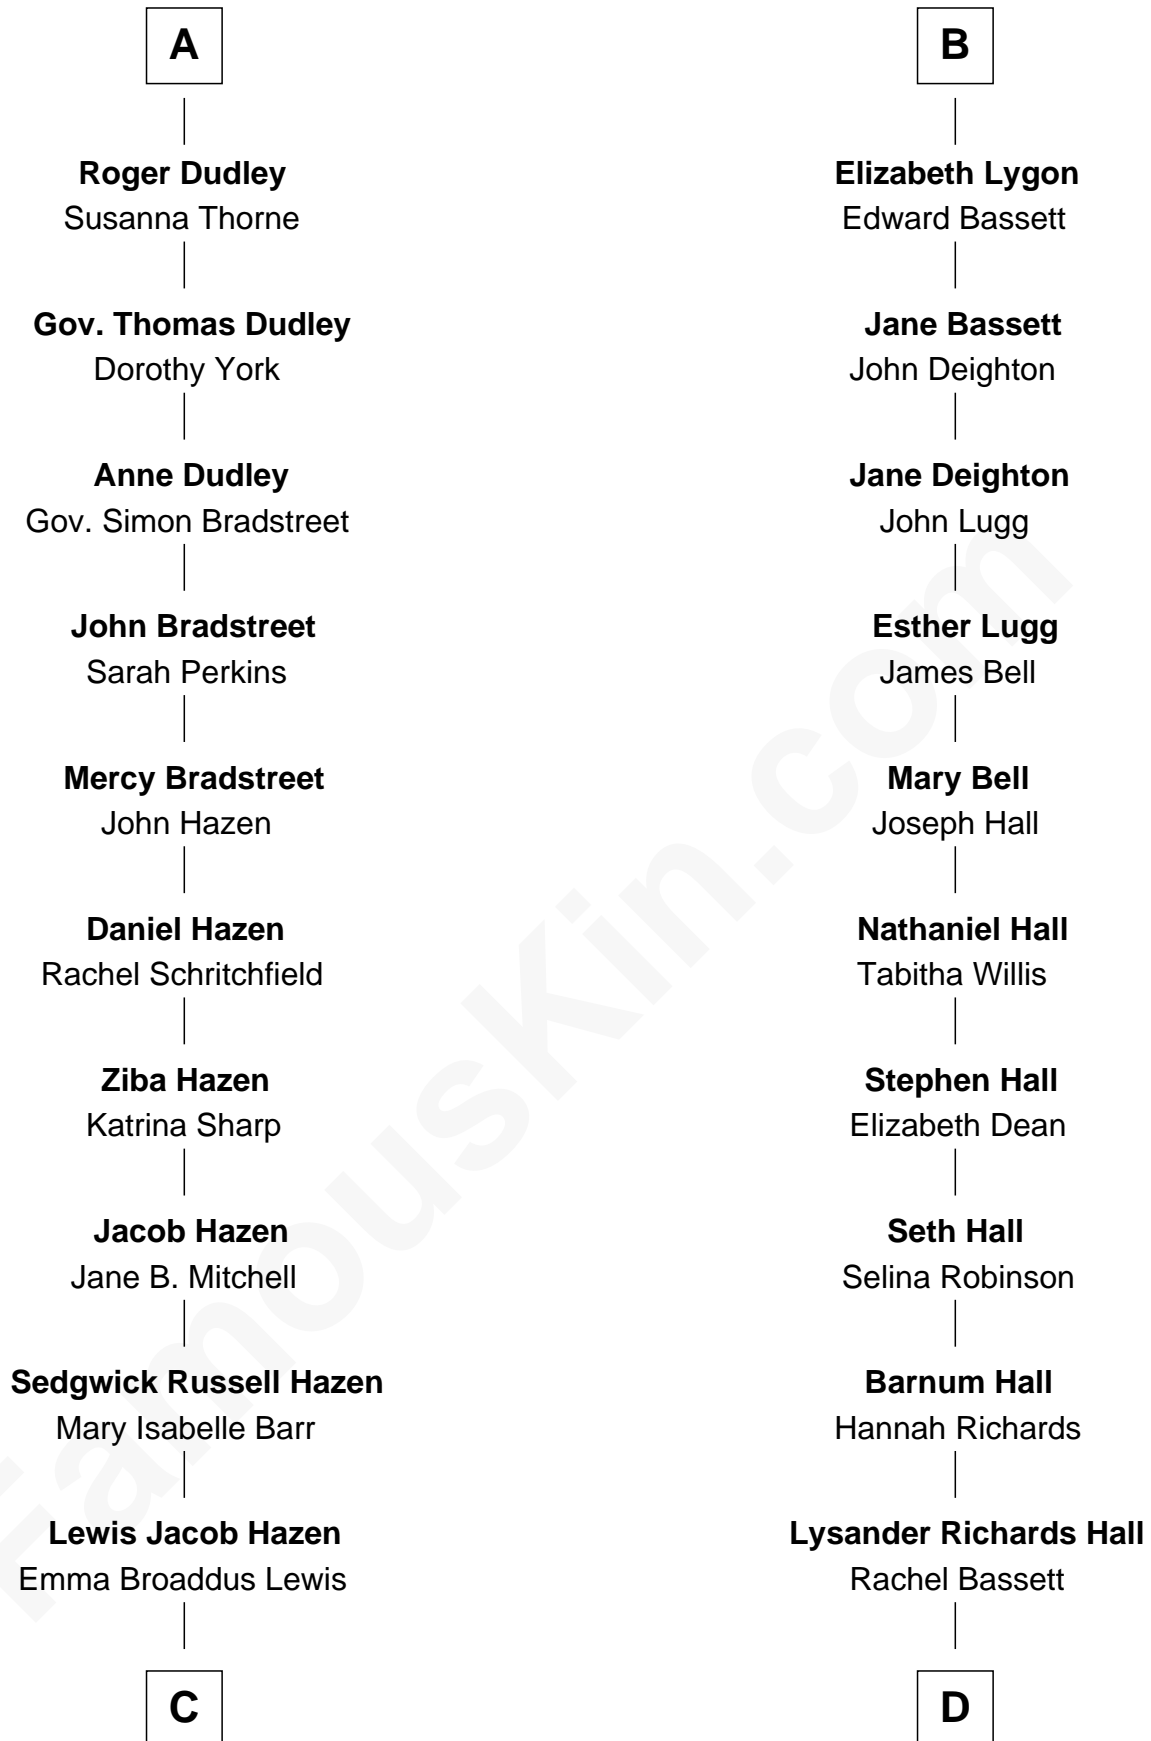 A
Roger Dudley
Susanna Thorne
Gov. Thomas Dudley
Dorothy York
Anne Dudley
Gov. Simon Bradstreet
John Bradstreet
Sarah Perkins
Mercy Bradstreet
John Hazen
Daniel Hazen
Rachel Schritchfield
Ziba Hazen
Katrina Sharp
Jacob Hazen
Jane B. Mitchell
Sedgwick Russell Hazen
Mary Isabelle Barr
Lewis Jacob Hazen
Emma Broaddus Lewis
C
B
Elizabeth Lygon
Edward Bassett
Jane Bassett
John Deighton
Jane Deighton
John Lugg
Esther Lugg
James Bell
Mary Bell
Joseph Hall
Nathaniel Hall
Tabitha Willis
Stephen Hall
Elizabeth Dean
Seth Hall
Selina Robinson
Barnum Hall
Hannah Richards
Lysander Richards Hall
Rachel Bassett
D
FamousKin.com